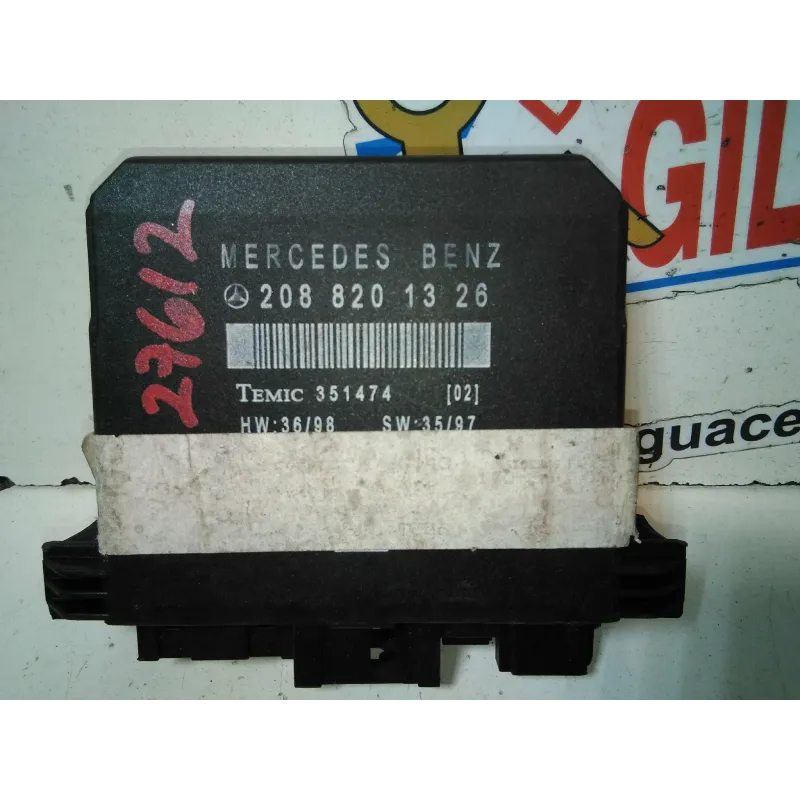 GIL
27612
MERCEDES BENZ
208 820 13 26
TEMIC 351474 [02]
HW:36/98 SW:35/97
guace